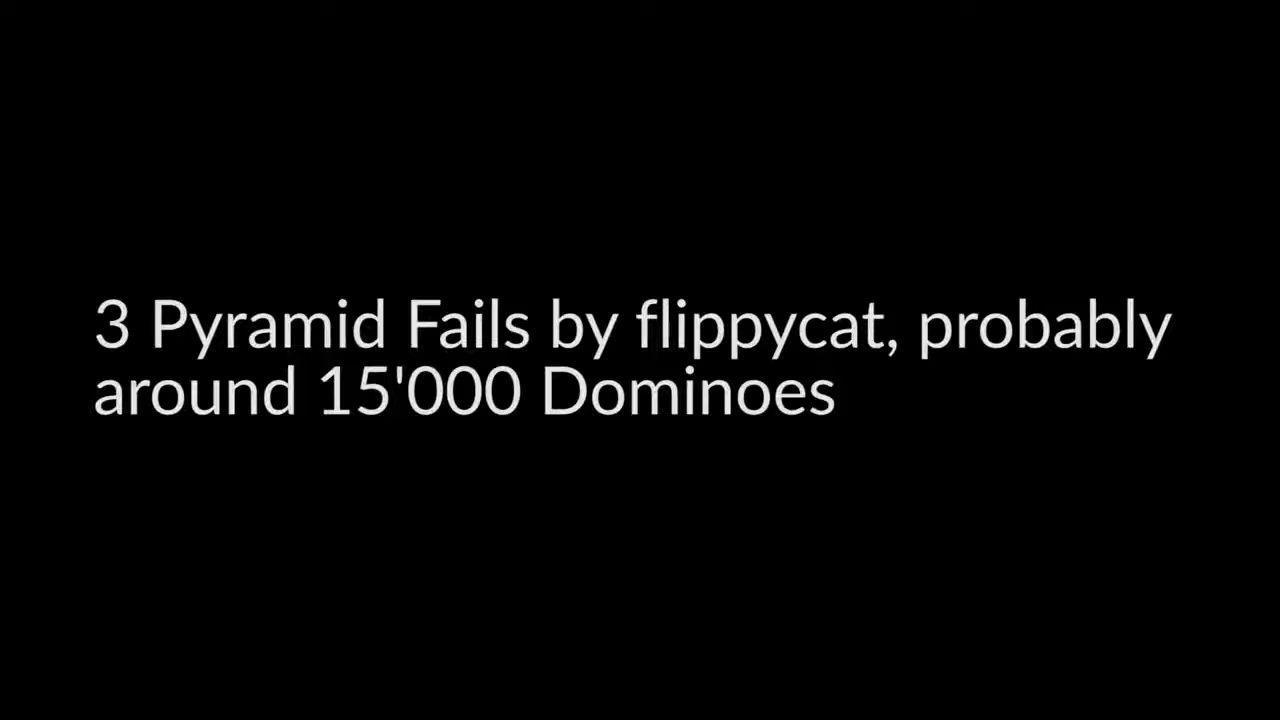 3 Pyramid Fails by flippycat, probably
around 15'000 Dominoes